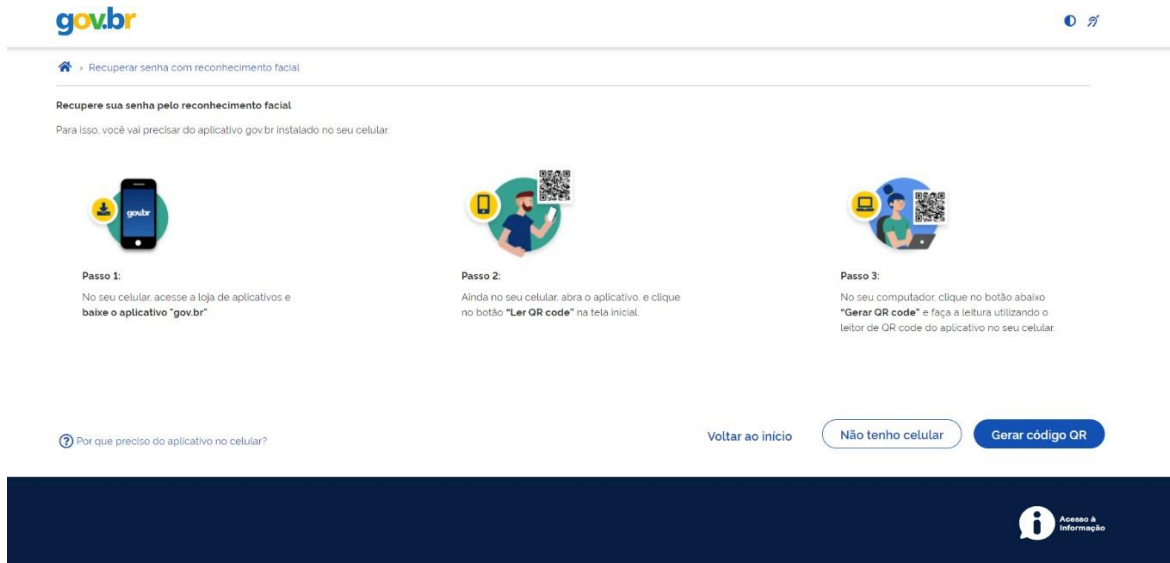 gov.br
Recuperar senha com reconhecimento facial
Recupere sua senha pelo reconhecimento facial
Para isso, você vai precisar do aplicativo gov.br instalado no seu celular
gov.br
Passo 1:
No seu celular, acesse a loja de aplicativos e
baixe o aplicativo "gov.br"
Passo 2:
Ainda no seu celular, abra o aplicativo, e clique
no botão "Ler QR code" na tela inicial.
Passo 3:
No seu computador, clique no botão abaixo
"Gerar QR code" e faça a leitura utilizando o
leitor de QR code do aplicativo no seu celular.
? Por que preciso do aplicativo no celular?
Voltar ao início
Não tenho celular
Gerar código QR
Acesso à
Informação